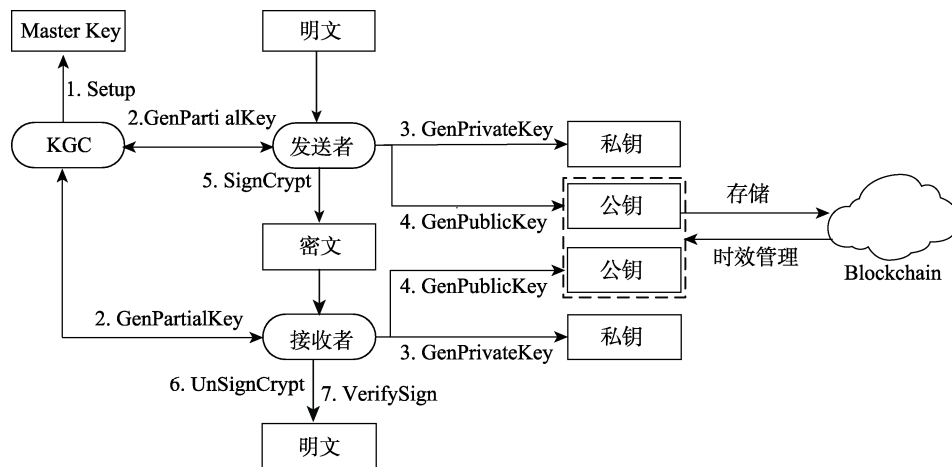 Master Key
明文
1. Setup
2.GenParti alKey
3. GenPrivateKey
KGC
发送者
私钥
5. SignCrypt
4. GenPublicKey
公钥
存储
密文
公钥
时效管理
Blockchain
4. GenPublicKey
2. GenPartialKey
接收者
私钥
3. GenPrivateKey
6. UnSignCrypt
7. VerifySign
明文